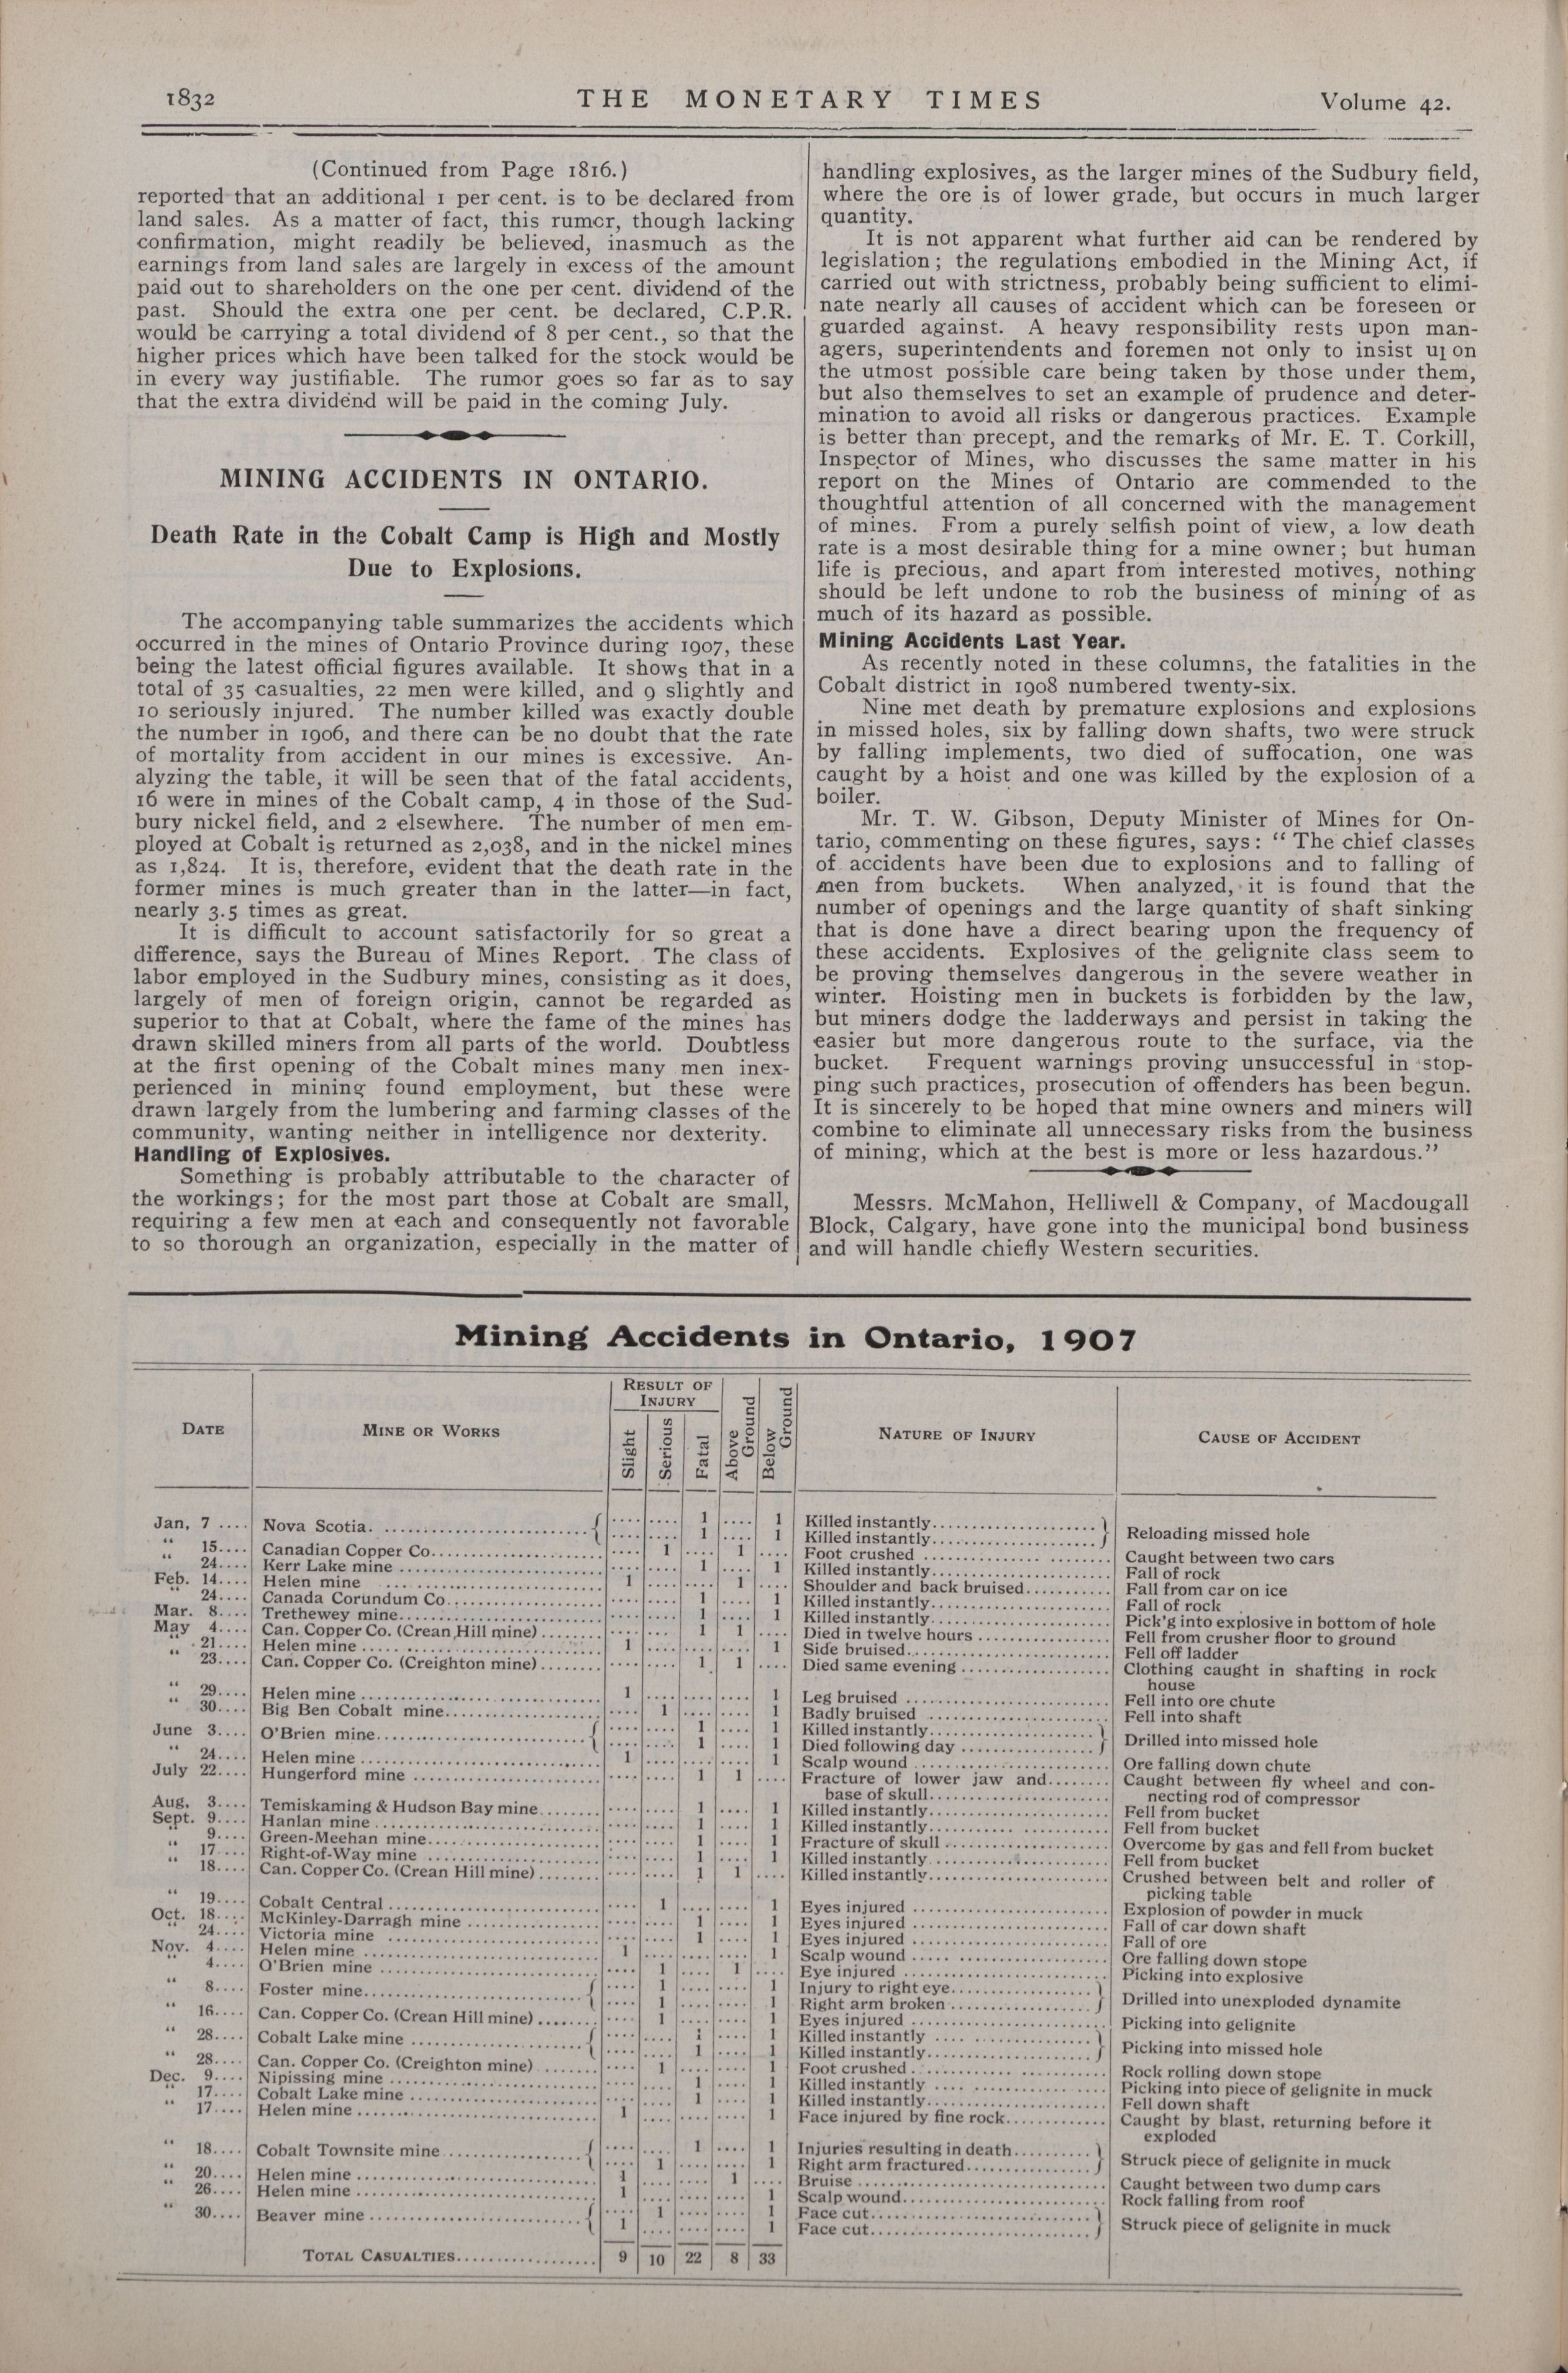 1832
THE MONETARY TIMES
Volume 42.
(Continued from Page 1816.)
reported that an additional 1 per cent. is to be declared from
land sales. As a matter of fact, this rumor, though lacking
confirmation, might readily be believed, inasmuch as the
earnings from land sales are largely in excess of the amount
paid out to shareholders on the one per cent. dividend of the
past. Should the extra one per cent. be declared, C.P.R.
would be carrying a total dividend of 8 per cent., so that the
higher prices which have been talked for the stock would be
in every way justifiable. The rumor goes so far as to say
that the extra dividend will be paid in the coming July.
MINING ACCIDENTS IN ONTARIO.
Death Rate in the Cobalt Camp is High and Mostly
Due to Explosions.
The accompanying table summarizes the accidents which
occurred in the mines of Ontario Province during 1907, these
being the latest official figures available. It shows that in a
total of 35 casualties, 22 men were killed, and 9 slightly and
10 seriously injured. The number killed was exactly double
the number in 1906, and there can be no doubt that the rate
of mortality from accident in our mines is excessive. An-
alyzing the table, it will be seen that of the fatal accidents,
16 were in mines of the Cobalt camp, 4 in those of the Sud-
bury nickel field, and 2 elsewhere. The number of men em-
ployed at Cobalt is returned as 2,038, and in the nickel mines
as 1,824. It is, therefore, evident that the death rate in the
former mines is much greater than in the latter—in fact,
nearly 3.5 times as great.
It is difficult to account satisfactorily for so great a
difference, says the Bureau of Mines Report. The class of
labor employed in the Sudbury mines, consisting as it does,
largely of men of foreign origin, cannot be regarded as
superior to that at Cobalt, where the fame of the mines has
drawn skilled miners from all parts of the world. Doubtless
at the first opening of the Cobalt mines many men inex-
perienced in mining found employment, but these were
drawn largely from the lumbering and farming classes of the
community, wanting neither in intelligence nor dexterity.
Handling of Explosives.
Something is probably attributable to the character of
the workings; for the most part those at Cobalt are small,
requiring a few men at each and consequently not favorable
to so thorough an organization, especially in the matter of
handling explosives, as the larger mines of the Sudbury field,
where the ore is of lower grade, but occurs in much larger
quantity.
It is not apparent what further aid can be rendered by
legislation; the regulations embodied in the Mining Act, if
carried out with strictness, probably being sufficient to elimi-
nate nearly all causes of accident which can be foreseen or
guarded against. A heavy responsibility rests upon man-
agers, superintendents and foremen not only to insist upon
the utmost possible care being taken by those under them,
but also themselves to set an example of prudence and deter-
mination to avoid all risks or dangerous practices. Example
is better than precept, and the remarks of Mr. E. T. Corkill,
Inspector of Mines, who discusses the same matter in his
report on the Mines of Ontario are commended to the
thoughtful attention of all concerned with the management
of mines. From a purely selfish point of view, a low death
rate is a most desirable thing for a mine owner; but human
life is precious, and apart from interested motives, nothing
should be left undone to rob the business of mining of as
much of its hazard as possible.
Mining Accidents Last Year.
As recently noted in these columns, the fatalities in the
Cobalt district in 1908 numbered twenty-six.
Nine met death by premature explosions and explosions
in missed holes, six by falling down shafts, two were struck
by falling implements, two died of suffocation, one was
caught by a hoist and one was killed by the explosion of a
boiler.
Mr. T. W. Gibson, Deputy Minister of Mines for On-
tario, commenting on these figures, says: "The chief classes
of accidents have been due to explosions and to falling of
men from buckets. When analyzed, it is found that the
number of openings and the large quantity of shaft sinking
that is done have a direct bearing upon the frequency of
these accidents. Explosives of the gelignite class seem to
be proving themselves dangerous in the severe weather in
winter. Hoisting men in buckets is forbidden by the law,
but miners dodge the ladderways and persist in taking the
easier but more dangerous route to the surface, via the
bucket. Frequent warnings proving unsuccessful in stop-
ping such practices, prosecution of offenders has been begun.
It is sincerely to be hoped that mine owners and miners will
combine to eliminate all unnecessary risks from the business
of mining, which at the best is more or less hazardous."
Messrs. McMahon, Helliwell & Company, of Macdougall
Block, Calgary, have gone into the municipal bond business
and will handle chiefly Western securities.
Mining Accidents in Ontario, 1907
DATE | MINE OR WORKS | RESULT OF INJURY: Slight | Serious | Fatal | Above Ground | Below Ground | NATURE OF INJURY | CAUSE OF ACCIDENT
Jan, 7.... Nova Scotia. { .... .... 1 .... 1 Killed instantly } Reloading missed hole
.... .... 1 .... 1 Killed instantly
" 15.... Canadian Copper Co. .... 1 .... 1 .... Foot crushed Caught between two cars
" 24.... Kerr Lake mine .... .... 1 .... 1 Killed instantly Fall of rock
Feb. 14.... Helen mine 1 .... .... 1 .... Shoulder and back bruised Fall from car on ice
" 24.... Canada Corundum Co. .... .... 1 .... 1 Killed instantly Fall of rock
Mar. 8.... Trethewey mine .... .... 1 .... 1 Killed instantly Pick'g into explosive in bottom of hole
May 4.... Can. Copper Co. (Crean Hill mine) .... .... 1 1 .... Died in twelve hours Fell from crusher floor to ground
" 21.... Helen mine 1 .... .... .... 1 Side bruised Fell off ladder
" 23.... Can. Copper Co. (Creighton mine) .... .... 1 1 .... Died same evening Clothing caught in shafting in rock
house
" 29.... Helen mine 1 .... .... .... 1 Leg bruised Fell into ore chute
" 30.... Big Ben Cobalt mine .... 1 .... .... 1 Badly bruised Fell into shaft
June 3.... O'Brien mine { .... .... 1 .... 1 Killed instantly } Drilled into missed hole
.... .... 1 .... 1 Died following day
" 24.... Helen mine 1 .... .... .... 1 Scalp wound Ore falling down chute
July 22.... Hungerford mine .... .... 1 1 .... Fracture of lower jaw and Caught between fly wheel and con-
base of skull necting rod of compressor
Aug. 3.... Temiskaming & Hudson Bay mine .... .... 1 .... 1 Killed instantly Fell from bucket
Sept. 9.... Hanlan mine .... .... 1 .... 1 Killed instantly Fell from bucket
" 9.... Green-Meehan mine .... .... 1 .... 1 Fracture of skull Overcome by gas and fell from bucket
" 17.... Right-of-Way mine .... .... 1 .... 1 Killed instantly Fell from bucket
" 18.... Can. Copper Co. (Crean Hill mine) .... .... 1 1 .... Killed instantly Crushed between belt and roller of
picking table
" 19.... Cobalt Central .... 1 .... .... 1 Eyes injured Explosion of powder in muck
Oct. 18.... McKinley-Darragh mine .... .... 1 .... 1 Eyes injured Fall of car down shaft
" 24.... Victoria mine .... .... 1 .... 1 Eyes injured Fall of ore
Nov. 4.... Helen mine 1 .... .... .... 1 Scalp wound Ore falling down stope
" 4.... O'Brien mine .... 1 .... 1 .... Eye injured Picking into explosive
" 8.... Foster mine { .... 1 .... .... 1 Injury to right eye } Drilled into unexploded dynamite
.... 1 .... .... 1 Right arm broken
" 16.... Can. Copper Co. (Crean Hill mine) .... 1 .... .... 1 Eyes injured Picking into gelignite
" 28.... Cobalt Lake mine { .... .... 1 .... 1 Killed instantly } Picking into missed hole
.... .... 1 .... 1 Killed instantly
" 28.... Can. Copper Co. (Creighton mine) .... 1 .... .... 1 Foot crushed Rock rolling down stope
Dec. 9.... Nipissing mine .... .... 1 .... 1 Killed instantly Picking into piece of gelignite in muck
" 17.... Cobalt Lake mine .... .... 1 .... 1 Killed instantly Fell down shaft
" 17.... Helen mine 1 .... .... .... 1 Face injured by fine rock Caught by blast, returning before it
exploded
" 18.... Cobalt Townsite mine { .... .... 1 .... 1 Injuries resulting in death } Struck piece of gelignite in muck
.... 1 .... .... 1 Right arm fractured
" 20.... Helen mine 1 .... .... 1 .... Bruise Caught between two dump cars
" 26.... Helen mine 1 .... .... .... 1 Scalp wound Rock falling from roof
" 30.... Beaver mine { .... 1 .... .... 1 Face cut } Struck piece of gelignite in muck
1 .... .... .... 1 Face cut
TOTAL CASUALTIES 9 10 22 8 33